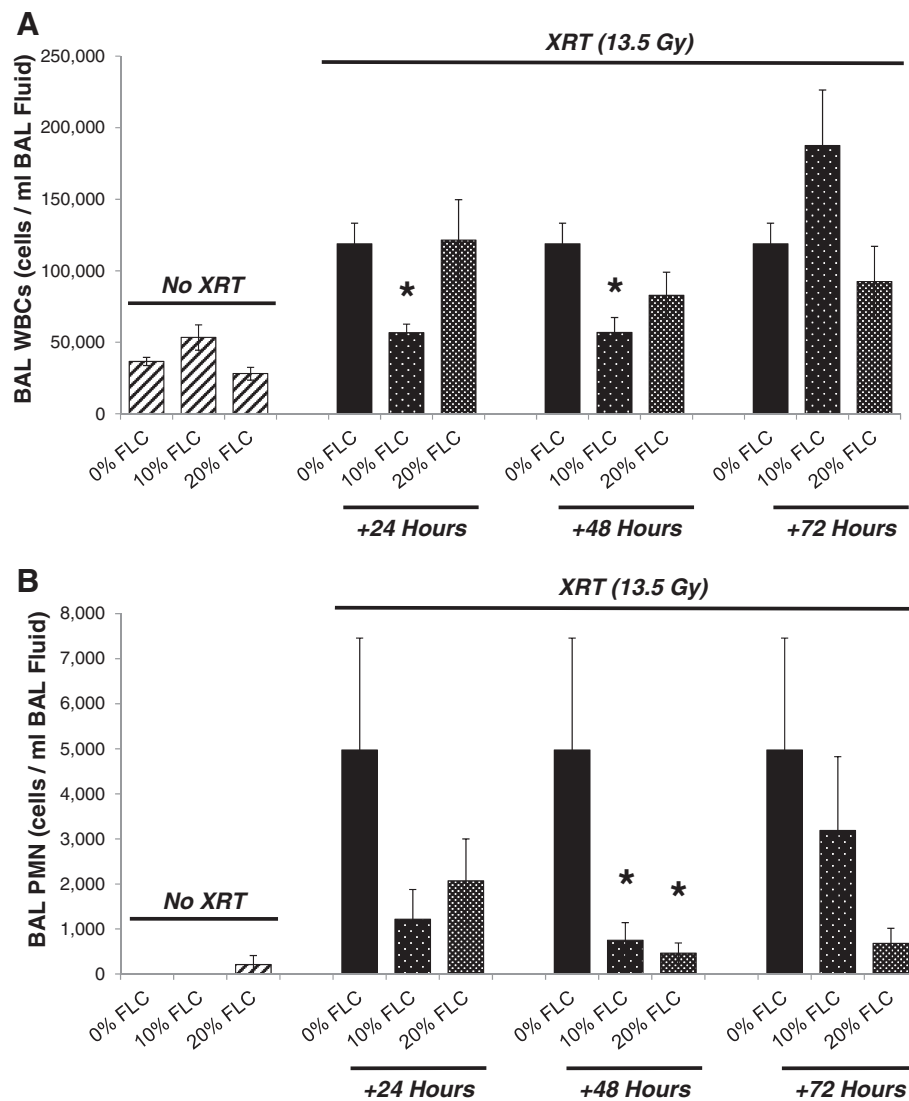 A
XRT (13.5 Gy)
BAL WBCs (cells / ml BAL Fluid)
250,000
200,000
150,000
100,000
50,000
0
No XRT
*
*
0% FLC
10% FLC
20% FLC
0% FLC
10% FLC
20% FLC
0% FLC
10% FLC
20% FLC
0% FLC
10% FLC
20% FLC
+24 Hours
+48 Hours
+72 Hours
B
XRT (13.5 Gy)
BAL PMN (cells / ml BAL Fluid)
8,000
7,000
6,000
5,000
4,000
3,000
2,000
1,000
0
No XRT
*
*
0% FLC
10% FLC
20% FLC
0% FLC
10% FLC
20% FLC
0% FLC
10% FLC
20% FLC
0% FLC
10% FLC
20% FLC
+24 Hours
+48 Hours
+72 Hours